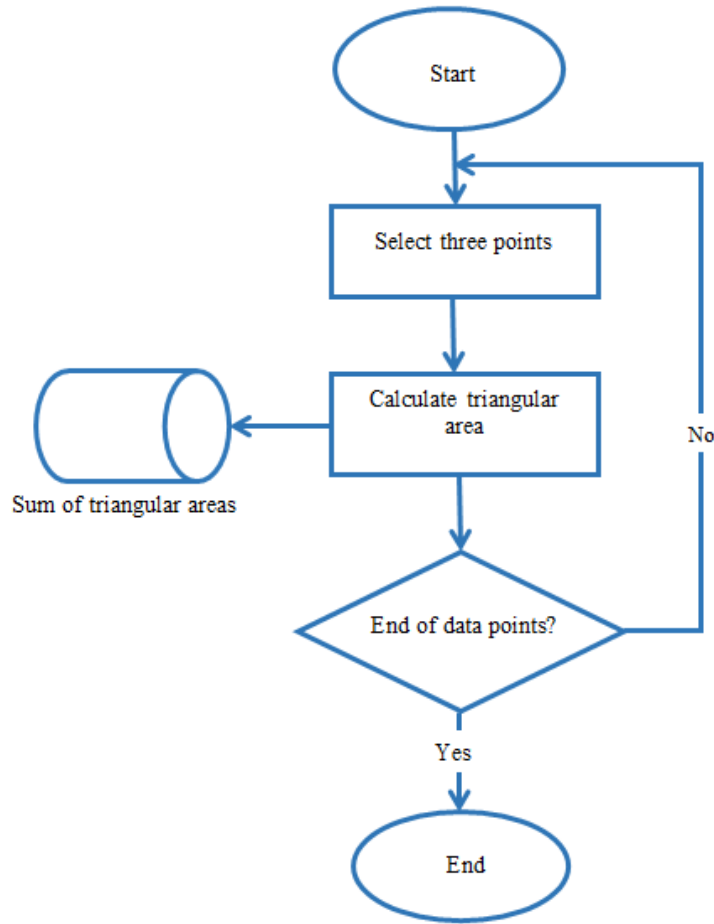 Start
Select three points
Calculate triangular
area
No
Sum of triangular areas
End of data points?
Yes
End